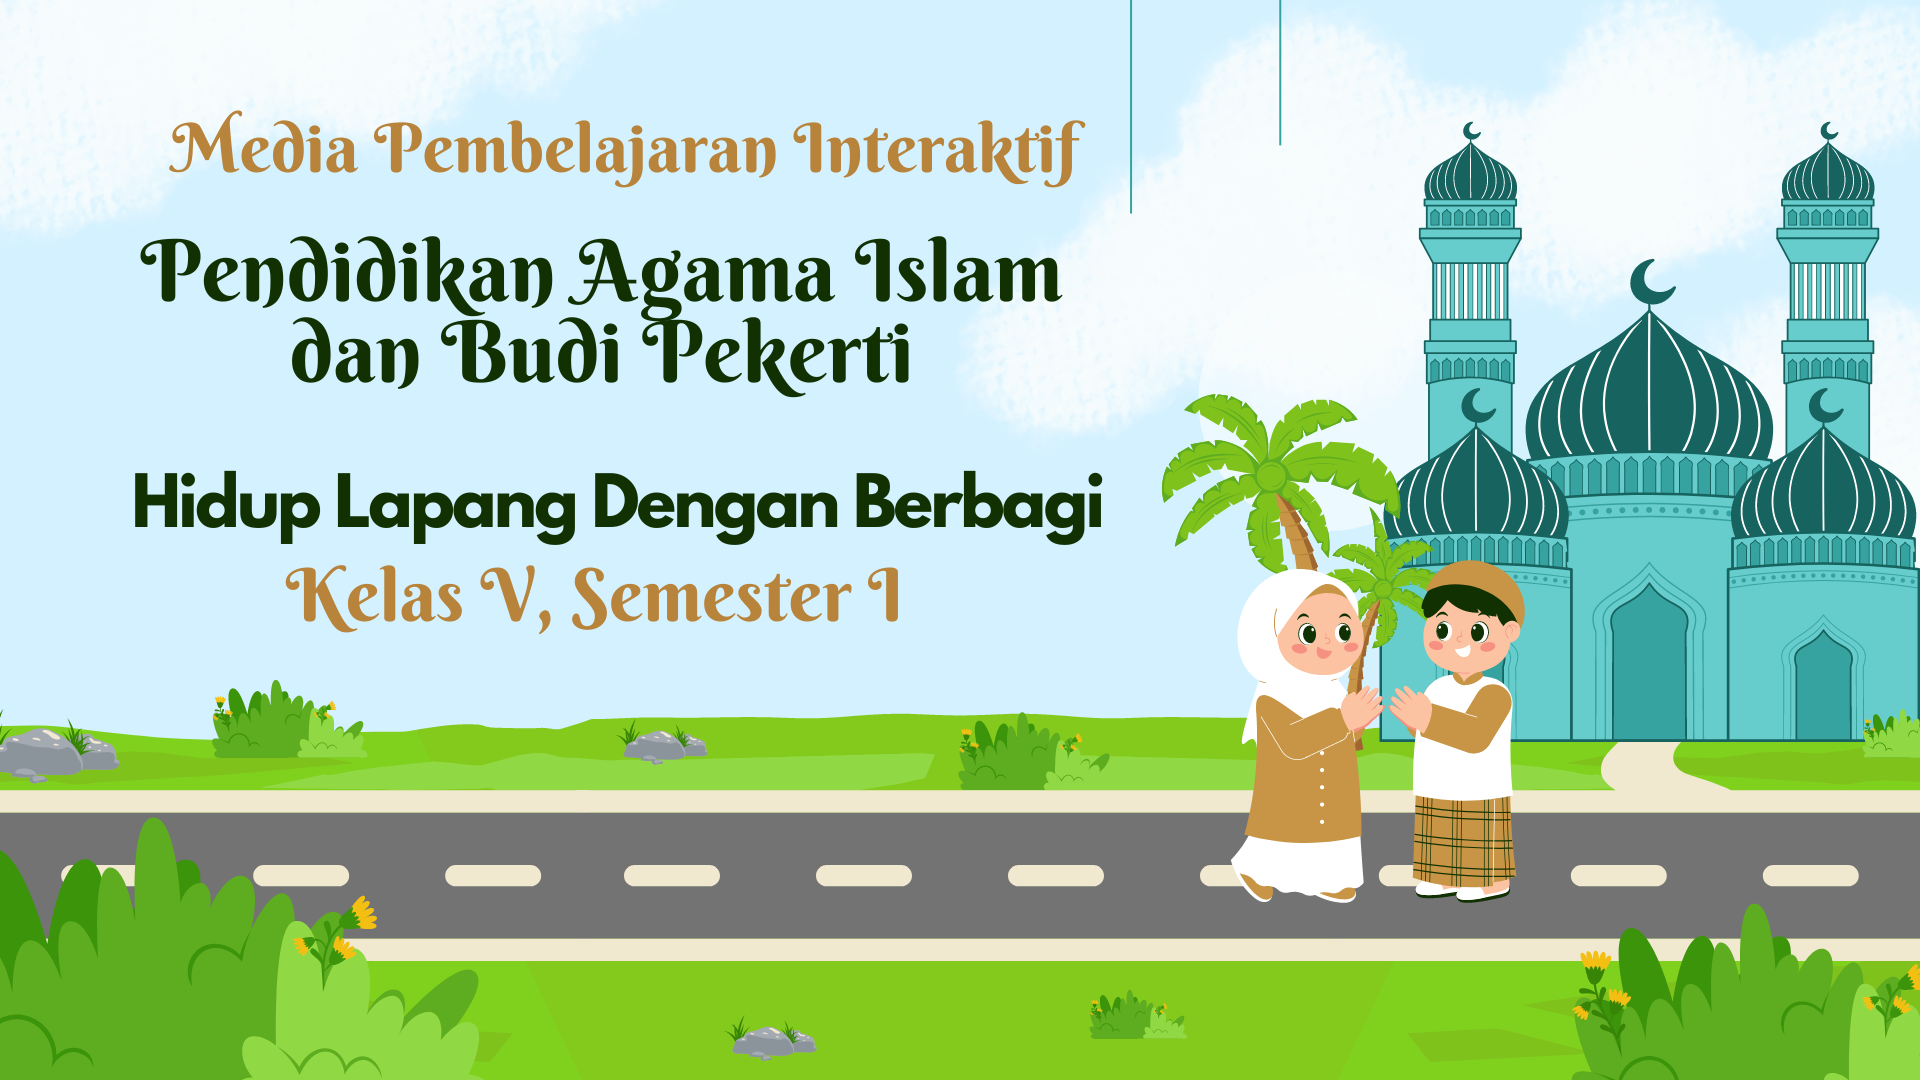 Media Pembelajaran Interaktif
Pendidikan Agama Islam
dan Budi Pekerti
Hidup Lapang Dengan Berbagi
Kelas V, Semester I